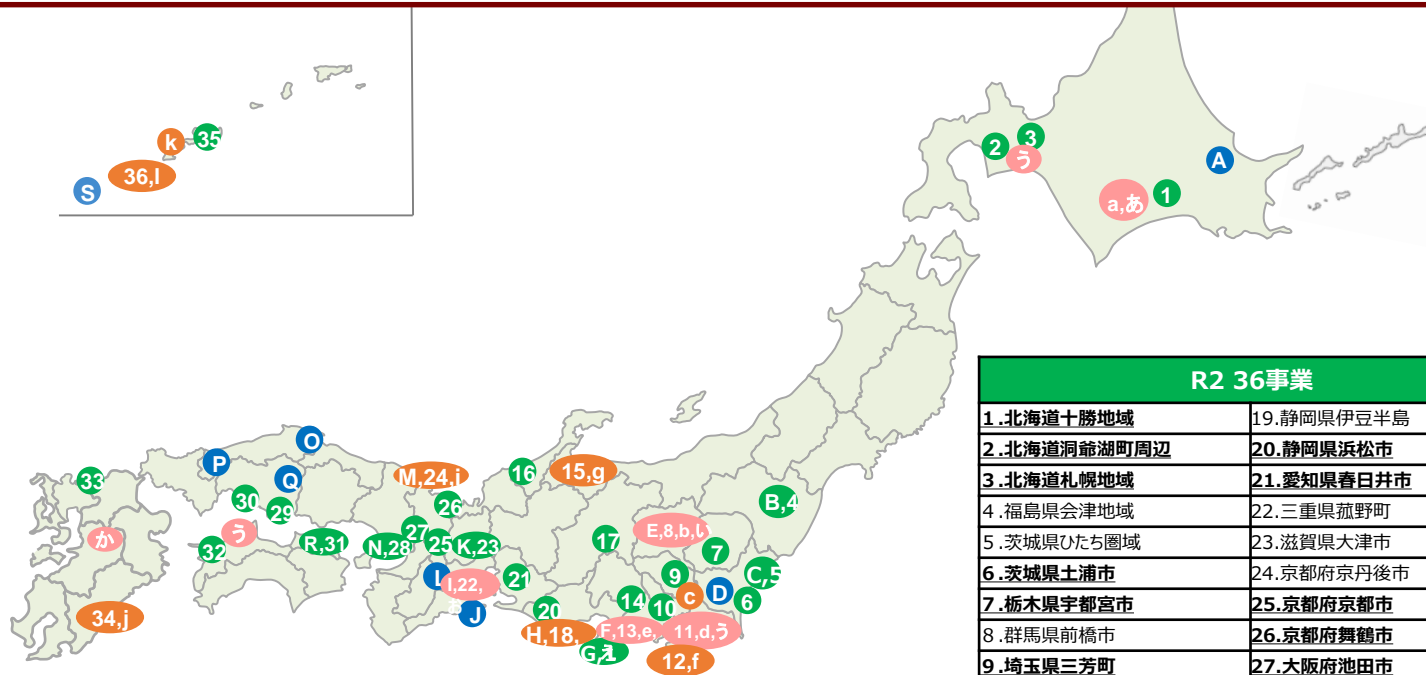 k
35
36,l
S
2
3
う
A
a,あ
1
R2 36事業
1.北海道十勝地域
19.静岡県伊豆半島
2.北海道洞爺湖町周辺
20.静岡県浜松市
3.北海道札幌地域
21.愛知県春日井市
4.福島県会津地域
22.三重県菰野町
5.茨城県ひたち圏域
23.滋賀県大津市
6.茨城県土浦市
24.京都府京丹後市
7.栃木県宇都宮市
25.京都府京都市
8.群馬県前橋市
26.京都府舞鶴市
9.埼玉県三芳町
27.大阪府池田市
O
P
Q
M,24,i
16
15,g
B,4
33
30
29
26
か
う
32
R,31
N,28
27
25
K,23
17
E,8,b,い
7
L
I,22,
21
9
C,5
D
c
6
J
20
14
10
34,j
H,18,
F,13,e,
11,d,う
12,f